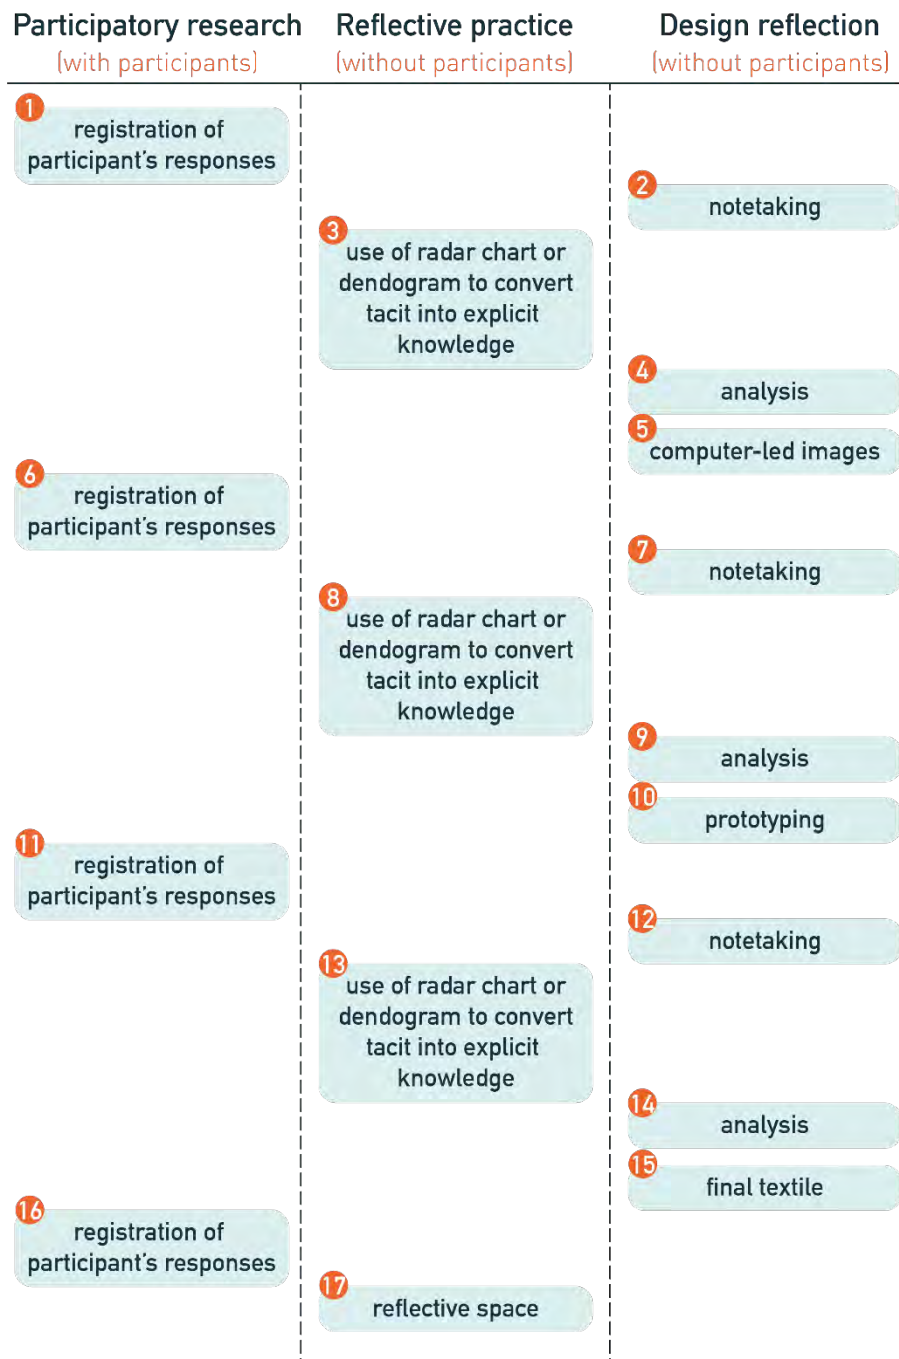 Participatory research
(with participants)
Reflective practice
(without participants)
Design reflection
(without participants)
1
registration of
participant's responses
2
notetaking
3
use of radar chart or
dendogram to convert
tacit into explicit
knowledge
4
analysis
5
computer-led images
6
registration of
participant's responses
7
notetaking
8
use of radar chart or
dendogram to convert
tacit into explicit
knowledge
9
analysis
10
prototyping
11
registration of
participant's responses
12
notetaking
13
use of radar chart or
dendogram to convert
tacit into explicit
knowledge
14
analysis
15
final textile
16
registration of
participant's responses
17
reflective space